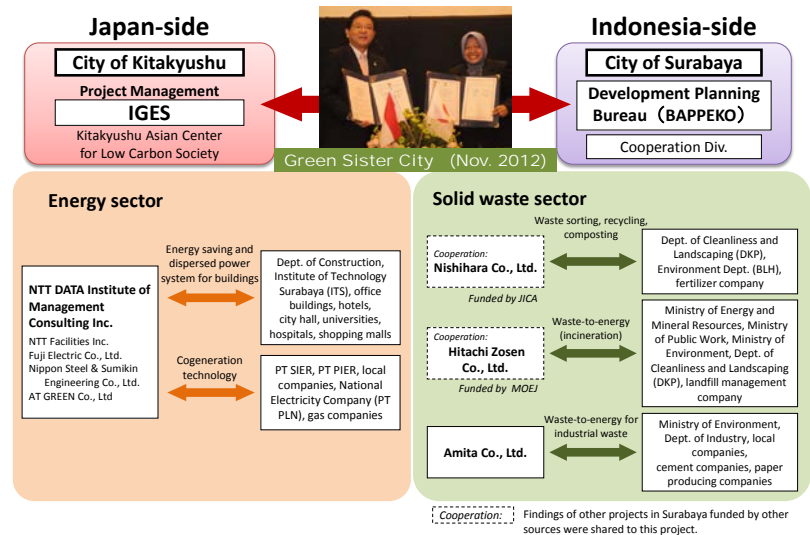 Japan-side
City of Kitakyushu
Project Management
IGES
Kitakyushu Asian Center
for Low Carbon Society
Indonesia-side
City of Surabaya
Development Planning
Bureau（BAPPEKO）
Cooperation Div.
Green Sister City (Nov. 2012)
Energy sector
NTT DATA Institute of
Management
Consulting Inc.
NTT Facilities Inc.
Fuji Electric Co., Ltd.
Nippon Steel & Sumikin
Engineering Co., Ltd.
AT GREEN Co., Ltd
Energy saving and
dispersed power
system for buildings
Dept. of Construction,
Institute of Technology
Surabaya (ITS), office
buildings, hotels,
city hall, universities,
hospitals, shopping malls
Cogeneration
technology
PT SIER, PT PIER, local
companies, National
Electricity Company (PT
PLN), gas companies
Solid waste sector
Cooperation:
Nishihara Co., Ltd.
Funded by JICA
Waste sorting, recycling,
composting
Dept. of Cleanliness and
Landscaping (DKP),
Environment Dept. (BLH),
fertilizer company
Cooperation:
Hitachi Zosen
Co., Ltd.
Funded by MOEJ
Waste-to-energy
(incineration)
Ministry of Energy and
Mineral Resources, Ministry
of Public Work, Ministry of
Environment, Dept. of
Cleanliness and Landscaping
(DKP), landfill management
company
Amita Co., Ltd.
Waste-to-energy for
industrial waste
Ministry of Environment,
Dept. of Industry, local
companies,
cement companies, paper
producing companies
Cooperation:
Findings of other projects in Surabaya funded by other
sources were shared to this project.